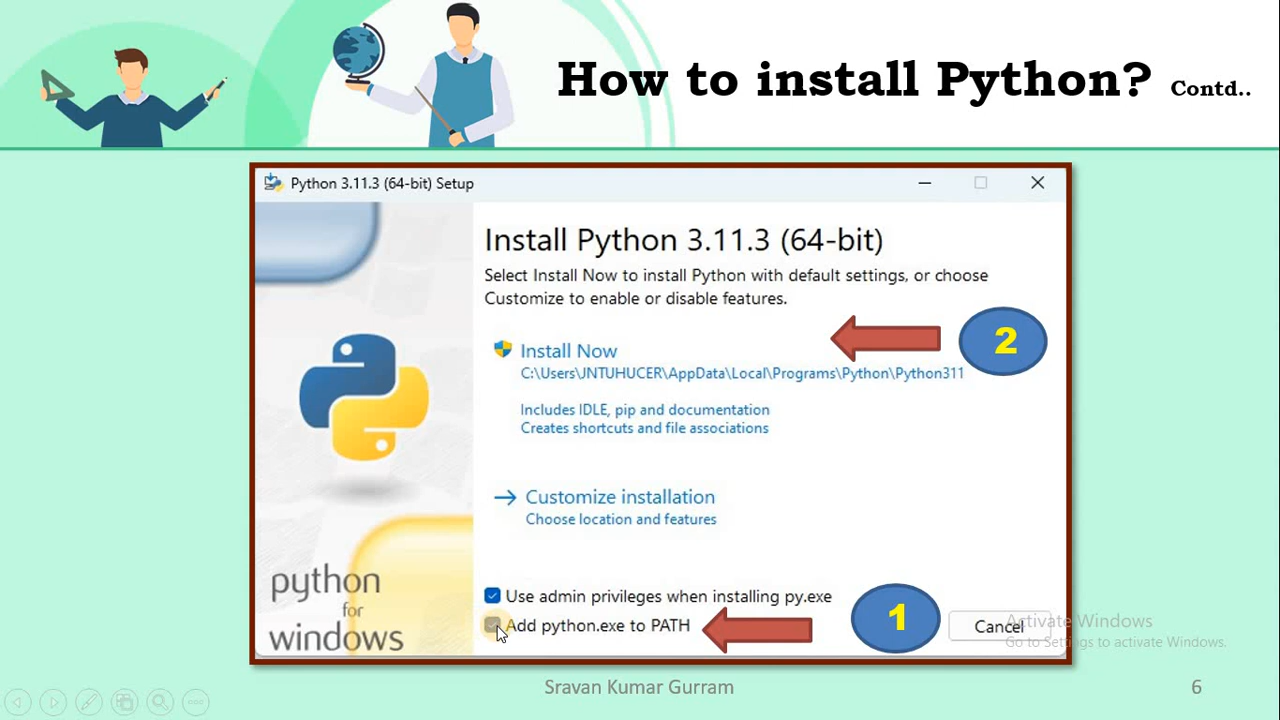 How to install Python? Contd..
Python 3.11.3 (64-bit) Setup
Install Python 3.11.3 (64-bit)
Select Install Now to install Python with default settings, or choose
Customize to enable or disable features.
2
Install Now
C:\Users\JNTUHUCER\AppData\Local\Programs\Python\Python311
Includes IDLE, pip and documentation
Creates shortcuts and file associations
Customize installation
Choose location and features
python
for
windows
Use admin privileges when installing py.exe
Add python.exe to PATH
1
Cancel
Activate Windows
Go to Settings to activate Windows.
Sravan Kumar Gurram
6